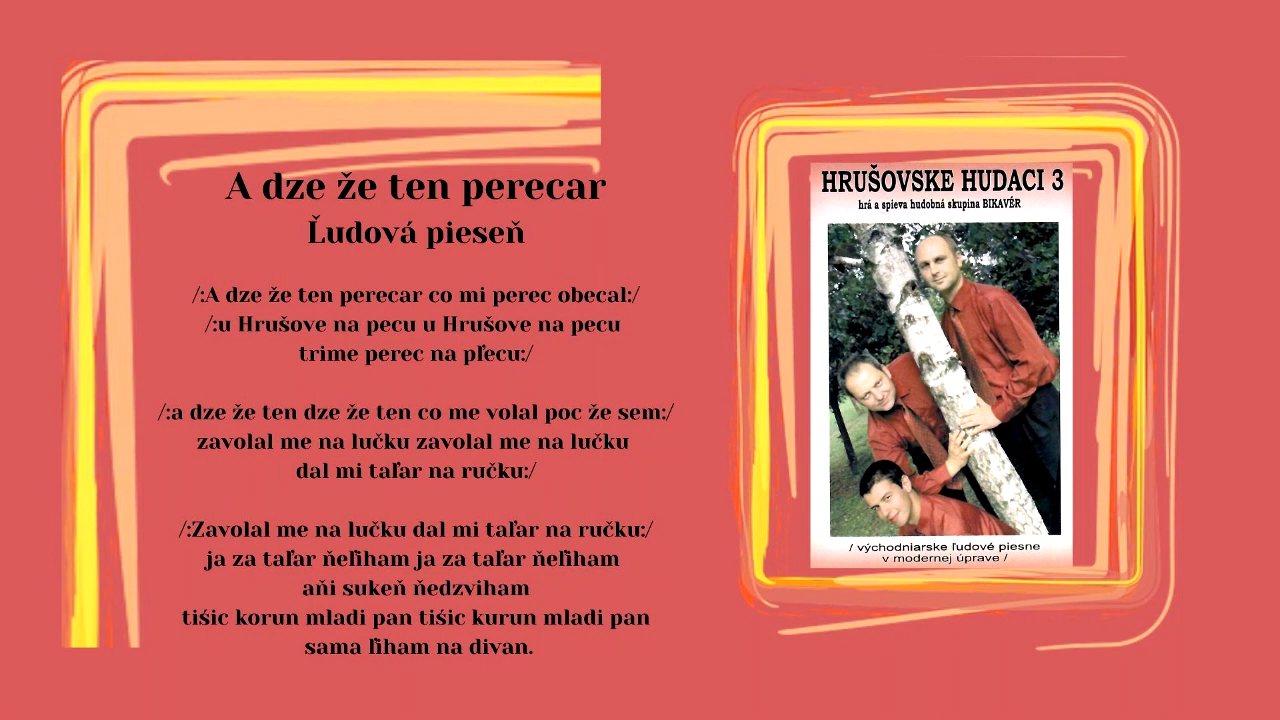 A dze že ten perecar
Ľudová pieseň
/:A dze že ten perecar co mi perec obecal:/
/:u Hrušove na pecu u Hrušove na pecu
trime perec na pľecu:/
/:a dze že ten dze že ten co me volal poc že sem:/
zavolal me na lučku zavolal me na lučku
dal mi taľar na ručku:/
/:Zavolal me na lučku dal mi taľar na ručku:/
ja za taľar ňeľiham ja za taľar ňeľiham
aňi sukeň ňedzviham
tiśic korun mladi pan tiśic kurun mladi pan
sama ľiham na divan.
HRUŠOVSKE HUDACI 3
hrá a spieva hudobná skupina BIKAVÉR
/ východniarske ľudové piesne
v modernej úprave /